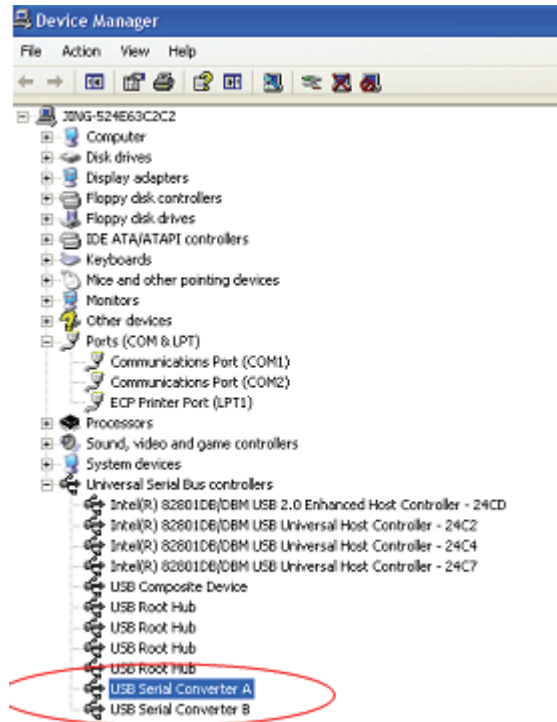 Device Manager
File Action View Help
JING-524E63C2C2
Computer
Disk drives
Display adapters
Floppy disk controllers
Floppy disk drives
IDE ATA/ATAPI controllers
Keyboards
Mice and other pointing devices
Monitors
Other devices
Ports (COM & LPT)
Communications Port (COM1)
Communications Port (COM2)
ECP Printer Port (LPT1)
Processors
Sound, video and game controllers
System devices
Universal Serial Bus controllers
Intel(R) 82801DB/DBM USB 2.0 Enhanced Host Controller - 24CD
Intel(R) 82801DB/DBM USB Universal Host Controller - 24C2
Intel(R) 82801DB/DBM USB Universal Host Controller - 24C4
Intel(R) 82801DB/DBM USB Universal Host Controller - 24C7
USB Composite Device
USB Root Hub
USB Root Hub
USB Root Hub
USB Root Hub
USB Serial Converter A
USB Serial Converter B